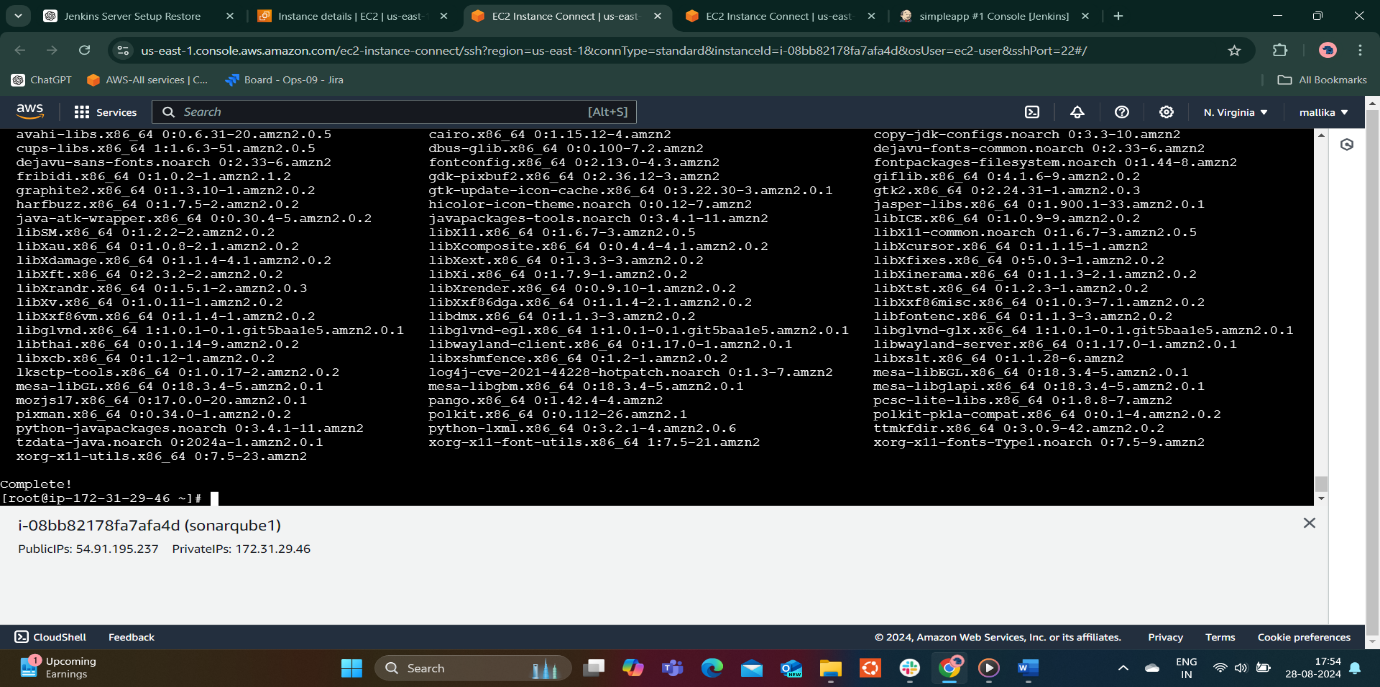 Jenkins Server Setup Restore
Instance details | EC2 | us-east-1
EC2 Instance Connect | us-east-
EC2 Instance Connect | us-east-
simpleapp #1 Console [Jenkins]
us-east-1.console.aws.amazon.com/ec2-instance-connect/ssh?region=us-east-1&connType=standard&instanceId=i-08bb82178fa7afa4d&osUser=ec2-user&sshPort=22#/
ChatGPT AWS-All services | C... Board - Ops-09 - Jira All Bookmarks
aws Services Search [Alt+S] N. Virginia mallika
avahi-libs.x86_64 0:0.6.31-20.amzn2.0.5 cairo.x86_64 0:1.15.12-4.amzn2 copy-jdk-configs.noarch 0:3.3-10.amzn2
cups-libs.x86_64 1:1.6.3-51.amzn2.0.5 dbus-glib.x86_64 0:0.100-7.2.amzn2 dejavu-fonts-common.noarch 0:2.33-6.amzn2
dejavu-sans-fonts.noarch 0:2.33-6.amzn2 fontconfig.x86_64 0:2.13.0-4.3.amzn2 fontpackages-filesystem.noarch 0:1.44-8.amzn2
fribidi.x86_64 0:1.0.2-1.amzn2.1.2 gdk-pixbuf2.x86_64 0:2.36.12-3.amzn2 giflib.x86_64 0:4.1.6-9.amzn2.0.2
graphite2.x86_64 0:1.3.10-1.amzn2.0.2 gtk-update-icon-cache.x86_64 0:3.22.30-3.amzn2.0.1 gtk2.x86_64 0:2.24.31-1.amzn2.0.3
harfbuzz.x86_64 0:1.7.5-2.amzn2.0.2 hicolor-icon-theme.noarch 0:0.12-7.amzn2 jasper-libs.x86_64 0:1.900.1-33.amzn2.0.1
java-atk-wrapper.x86_64 0:0.30.4-5.amzn2.0.2 javapackages-tools.noarch 0:3.4.1-11.amzn2 libICE.x86_64 0:1.0.9-9.amzn2.0.2
libSM.x86_64 0:1.2.2-2.amzn2.0.2 libX11.x86_64 0:1.6.7-3.amzn2.0.5 libX11-common.noarch 0:1.6.7-3.amzn2.0.5
libXau.x86_64 0:1.0.8-2.1.amzn2.0.2 libXcomposite.x86_64 0:0.4.4-4.1.amzn2.0.2 libXcursor.x86_64 0:1.1.15-1.amzn2
libXdamage.x86_64 0:1.1.4-4.1.amzn2.0.2 libXext.x86_64 0:1.3.3-3.amzn2.0.2 libXfixes.x86_64 0:5.0.3-1.amzn2.0.2
libXft.x86_64 0:2.3.2-2.amzn2.0.2 libXi.x86_64 0:1.7.9-1.amzn2.0.2 libXinerama.x86_64 0:1.1.3-2.1.amzn2.0.2
libXrandr.x86_64 0:1.5.1-2.amzn2.0.3 libXrender.x86_64 0:0.9.10-1.amzn2.0.2 libXtst.x86_64 0:1.2.3-1.amzn2.0.2
libXv.x86_64 0:1.0.11-1.amzn2.0.2 libXxf86dga.x86_64 0:1.1.4-2.1.amzn2.0.2 libXxf86misc.x86_64 0:1.0.3-7.1.amzn2.0.2
libXxf86vm.x86_64 0:1.1.4-1.amzn2.0.2 libdmx.x86_64 0:1.1.3-3.amzn2.0.2 libfontenc.x86_64 0:1.1.3-3.amzn2.0.2
libglvnd.x86_64 1:1.0.1-0.1.git5baa1e5.amzn2.0.1 libglvnd-egl.x86_64 1:1.0.1-0.1.git5baa1e5.amzn2.0.1 libglvnd-glx.x86_64 1:1.0.1-0.1.git5baa1e5.amzn2.0.1
libthai.x86_64 0:0.1.14-9.amzn2.0.2 libwayland-client.x86_64 0:1.17.0-1.amzn2.0.1 libwayland-server.x86_64 0:1.17.0-1.amzn2.0.1
libxcb.x86_64 0:1.12-1.amzn2.0.2 libxshmfence.x86_64 0:1.2-1.amzn2.0.2 libxslt.x86_64 0:1.1.28-6.amzn2
lksctp-tools.x86_64 0:1.0.17-2.amzn2.0.2 log4j-cve-2021-44228-hotpatch.noarch 0:1.3-7.amzn2 mesa-libEGL.x86_64 0:18.3.4-5.amzn2.0.1
mesa-libGL.x86_64 0:18.3.4-5.amzn2.0.1 mesa-libgbm.x86_64 0:18.3.4-5.amzn2.0.1 mesa-libglapi.x86_64 0:18.3.4-5.amzn2.0.1
mozjs17.x86_64 0:17.0.0-20.amzn2.0.1 pango.x86_64 0:1.42.4-4.amzn2 pcsc-lite-libs.x86_64 0:1.8.8-7.amzn2
pixman.x86_64 0:0.34.0-1.amzn2.0.2 polkit.x86_64 0:0.112-26.amzn2.1 polkit-pkla-compat.x86_64 0:0.1-4.amzn2.0.2
python-javapackages.noarch 0:3.4.1-11.amzn2 python-lxml.x86_64 0:3.2.1-4.amzn2.0.6 ttmkfdir.x86_64 0:3.0.9-42.amzn2.0.2
tzdata-java.noarch 0:2024a-1.amzn2.0.1 xorg-x11-font-utils.x86_64 1:7.5-21.amzn2 xorg-x11-fonts-Type1.noarch 0:7.5-9.amzn2
xorg-x11-utils.x86_64 0:7.5-23.amzn2
Complete!
[root@ip-172-31-29-46 ~]#
i-08bb82178fa7afa4d (sonarqube1)
PublicIPs: 54.91.195.237 PrivateIPs: 172.31.29.46
CloudShell Feedback © 2024, Amazon Web Services, Inc. or its affiliates. Privacy Terms Cookie preferences
1 Upcoming
Earnings
Search
ENG
IN
17:54
28-08-2024